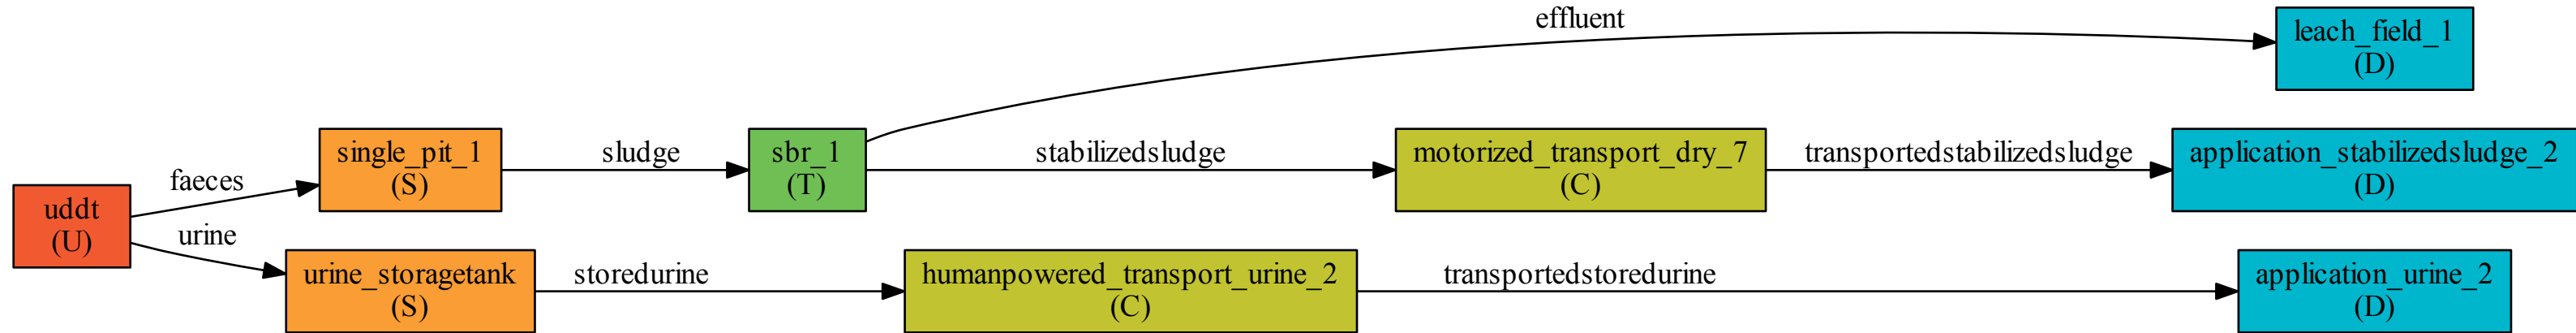 effluent
leach_field_1
(D)
faeces
single_pit_1
(S)
sludge
sbr_1
(T)
stabilizedsludge
motorized_transport_dry_7
(C)
transportedstabilizedsludge
application_stabilizedsludge_2
(D)
uddt
(U)
urine
urine_storagetank
(S)
storedurine
humanpowered_transport_urine_2
(C)
transportedstoredurine
application_urine_2
(D)